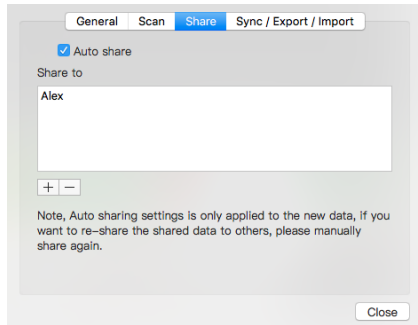 General Scan Share Sync / Export / Import
Auto share
Share to
Alex
+ −
Note, Auto sharing settings is only applied to the new data, if you
want to re-share the shared data to others, please manually
share again.
Close